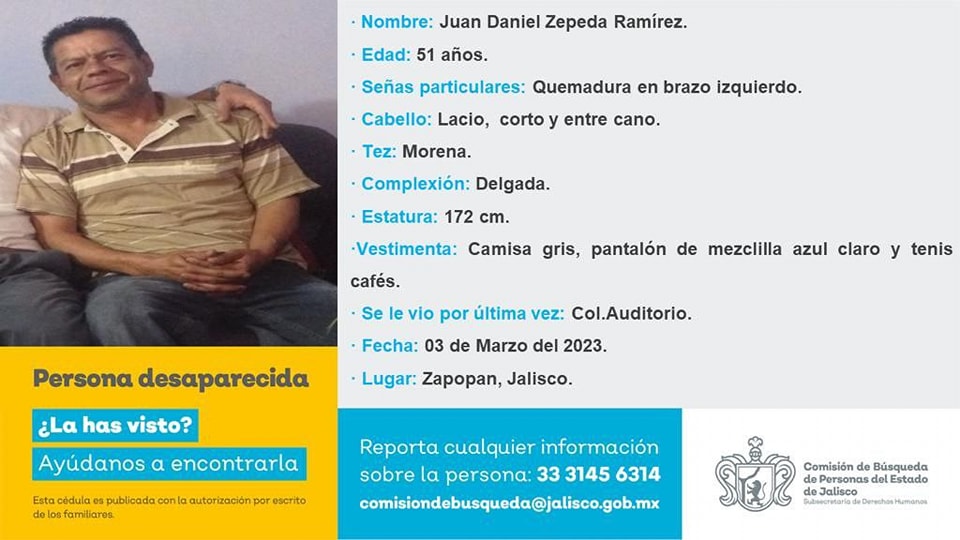 · Nombre: Juan Daniel Zepeda Ramírez.
· Edad: 51 años.
· Señas particulares: Quemadura en brazo izquierdo.
· Cabello: Lacio, corto y entre cano.
· Tez: Morena.
· Complexión: Delgada.
· Estatura: 172 cm.
·Vestimenta: Camisa gris, pantalón de mezclilla azul claro y tenis
cafés.
· Se le vio por última vez: Col.Auditorio.
· Fecha: 03 de Marzo del 2023.
· Lugar: Zapopan, Jalisco.
Persona desaparecida
¿La has visto?
Ayúdanos a encontrarla
Esta cédula es publicada con la autorización por escrito
de los familiares.
Reporta cualquier información
sobre la persona: 33 3145 6314
comisiondebusqueda@jalisco.gob.mx
Comisión de Búsqueda
de Personas del Estado
de Jalisco
Subsecretaría de Derechos Humanos